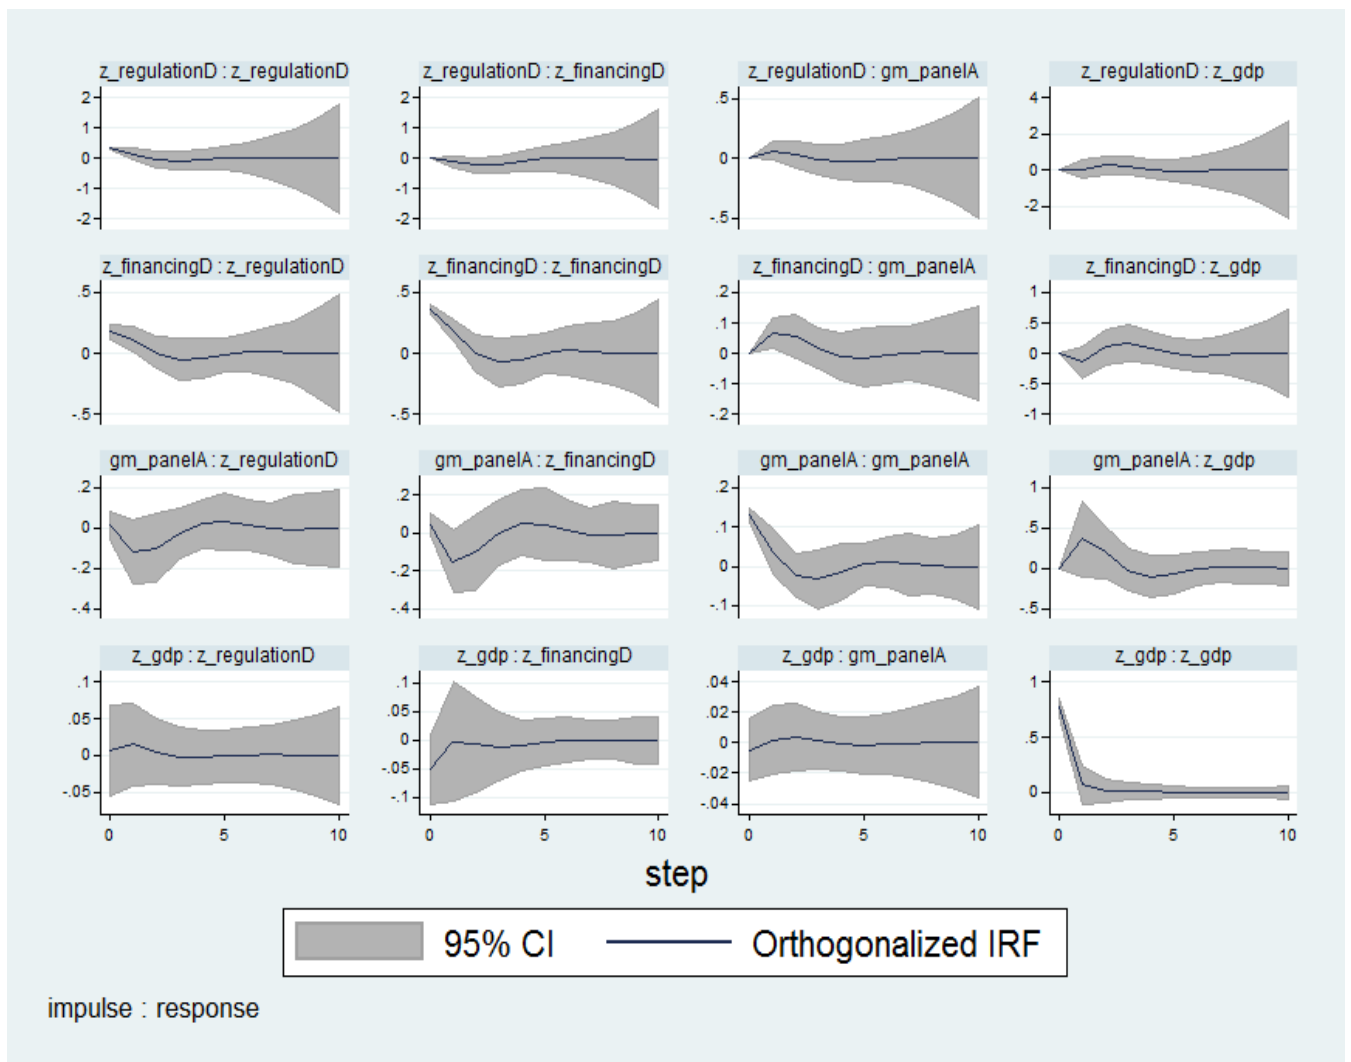 z_regulationD : z_regulationD z_regulationD : z_financingD z_regulationD : gm_panelA z_regulationD : z_gdp
2 2 .5 4
1 1 2
0 0 0 0
-1 -1 -2
-2 -2 -.5
z_financingD : z_regulationD z_financingD : z_financingD z_financingD : gm_panelA z_financingD : z_gdp
.5 .5 .2 1
.1 .5
0 0 0 0
-.1 -.5
-.5 -.5 -.2 -1
gm_panelA : z_regulationD gm_panelA : z_financingD gm_panelA : gm_panelA gm_panelA : z_gdp
.2 .2 .2 1
.1 .5
0 0 0 0
-.2 -.2
-.4 -.4 -.1 -.5
z_gdp : z_regulationD z_gdp : z_financingD z_gdp : gm_panelA z_gdp : z_gdp
.1 .1 .04 1
.05 .05 .02 .5
0 0 0 0
-.05 -.05 -.02
-.1 -.04
0 5 10 0 5 10 0 5 10 0 5 10
step
95% CI Orthogonalized IRF
impulse : response